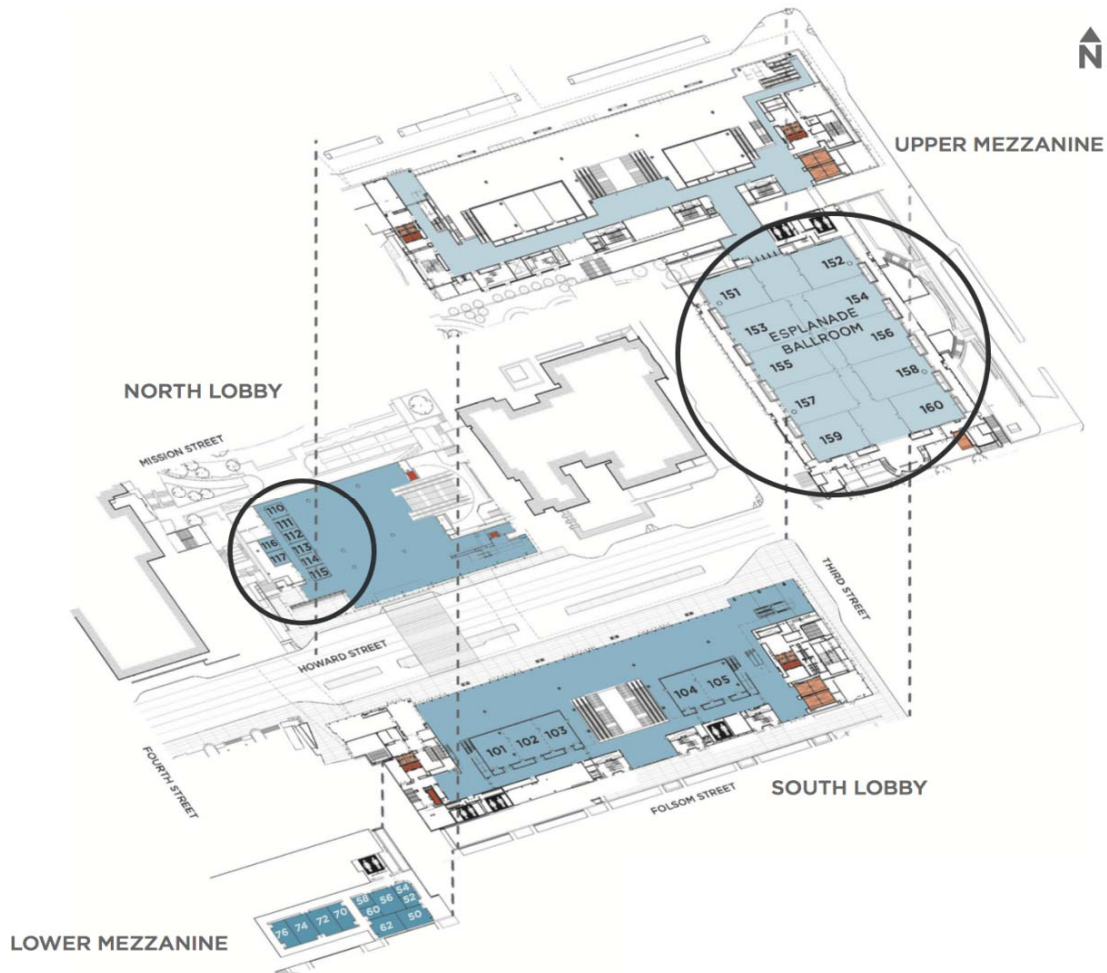 N
UPPER MEZZANINE
152
151
154
153
ESPLANADE
BALLROOM
156
155
158
157
160
159
NORTH LOBBY
MISSION STREET
110
111
112
116
113
117
114
115
HOWARD STREET
THIRD STREET
104
105
101
102
103
FOURTH STREET
SOUTH LOBBY
FOLSOM STREET
54
58
56
52
70
60
72
50
74
62
76
LOWER MEZZANINE